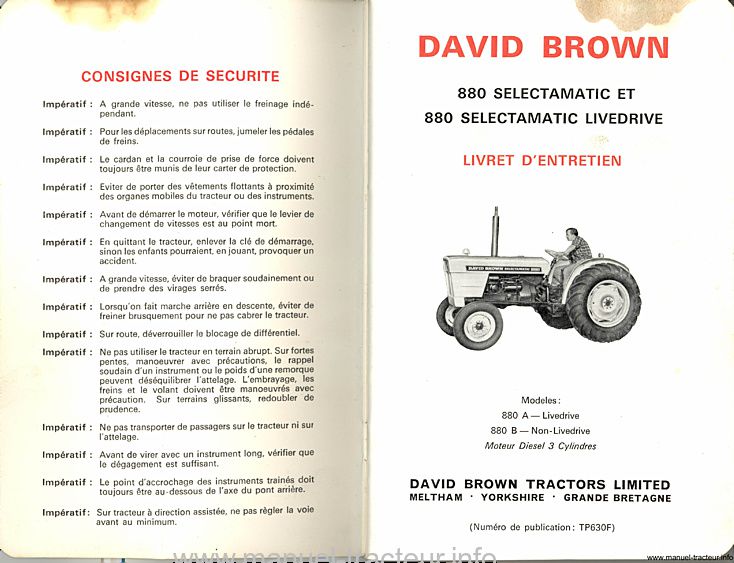 CONSIGNES DE SECURITE
Impératif : A grande vitesse, ne pas utiliser le freinage indé-
pendant.
Impératif : Pour les déplacements sur routes, jumeler les pédales
de freins.
Impératif : Le cardan et la courroie de prise de force doivent
toujours être munis de leur carter de protection.
Impératif : Eviter de porter des vêtements flottants à proximité
des organes mobiles du tracteur ou des instruments.
Impératif : Avant de démarrer le moteur, vérifier que le levier de
changement de vitesses est au point mort.
Impératif : En quittant le tracteur, enlever la clé de démarrage,
sinon les enfants pourraient, en jouant, provoquer un
accident.
Impératif : A grande vitesse, éviter de braquer soudainement ou
de prendre des virages serrés.
Impératif : Lorsqu'on fait marche arrière en descente, éviter de
freiner brusquement pour ne pas cabrer le tracteur.
Impératif : Sur route, déverrouiller le blocage de différentiel.
Impératif : Ne pas utiliser le tracteur en terrain abrupt. Sur fortes
pentes, manoeuvrer avec précautions, le rappel
soudain d'un instrument ou le poids d'une remorque
peuvent déséquilibrer l'attelage. L'embrayage, les
freins et le volant doivent être manoeuvrés avec
précaution. Sur terrains glissants, redoubler de
prudence.
Impératif : Ne pas transporter de passagers sur le tracteur ni sur
l'attelage.
Impératif : Avant de virer avec un instrument long, vérifier que
le dégagement est suffisant.
Impératif : Le point d'accrochage des instruments trainés doit
toujours être au-dessous de l'axe du pont arrière.
Impératif: Sur tracteur à direction assistée, ne pas règler la voie
avant au minimum.
DAVID BROWN
880 SELECTAMATIC ET
880 SELECTAMATIC LIVEDRIVE
LIVRET D'ENTRETIEN
DAVID BROWN SELECTAMATIC 880
Modeles:
880 A — Livedrive
880 B — Non-Livedrive
Moteur Diesel 3 Cylindres
DAVID BROWN TRACTORS LIMITED
MELTHAM · YORKSHIRE · GRANDE BRETAGNE
(Numéro de publication: TP630F)
www.manuel-tracteur.info
www.manuel-tracteur.info